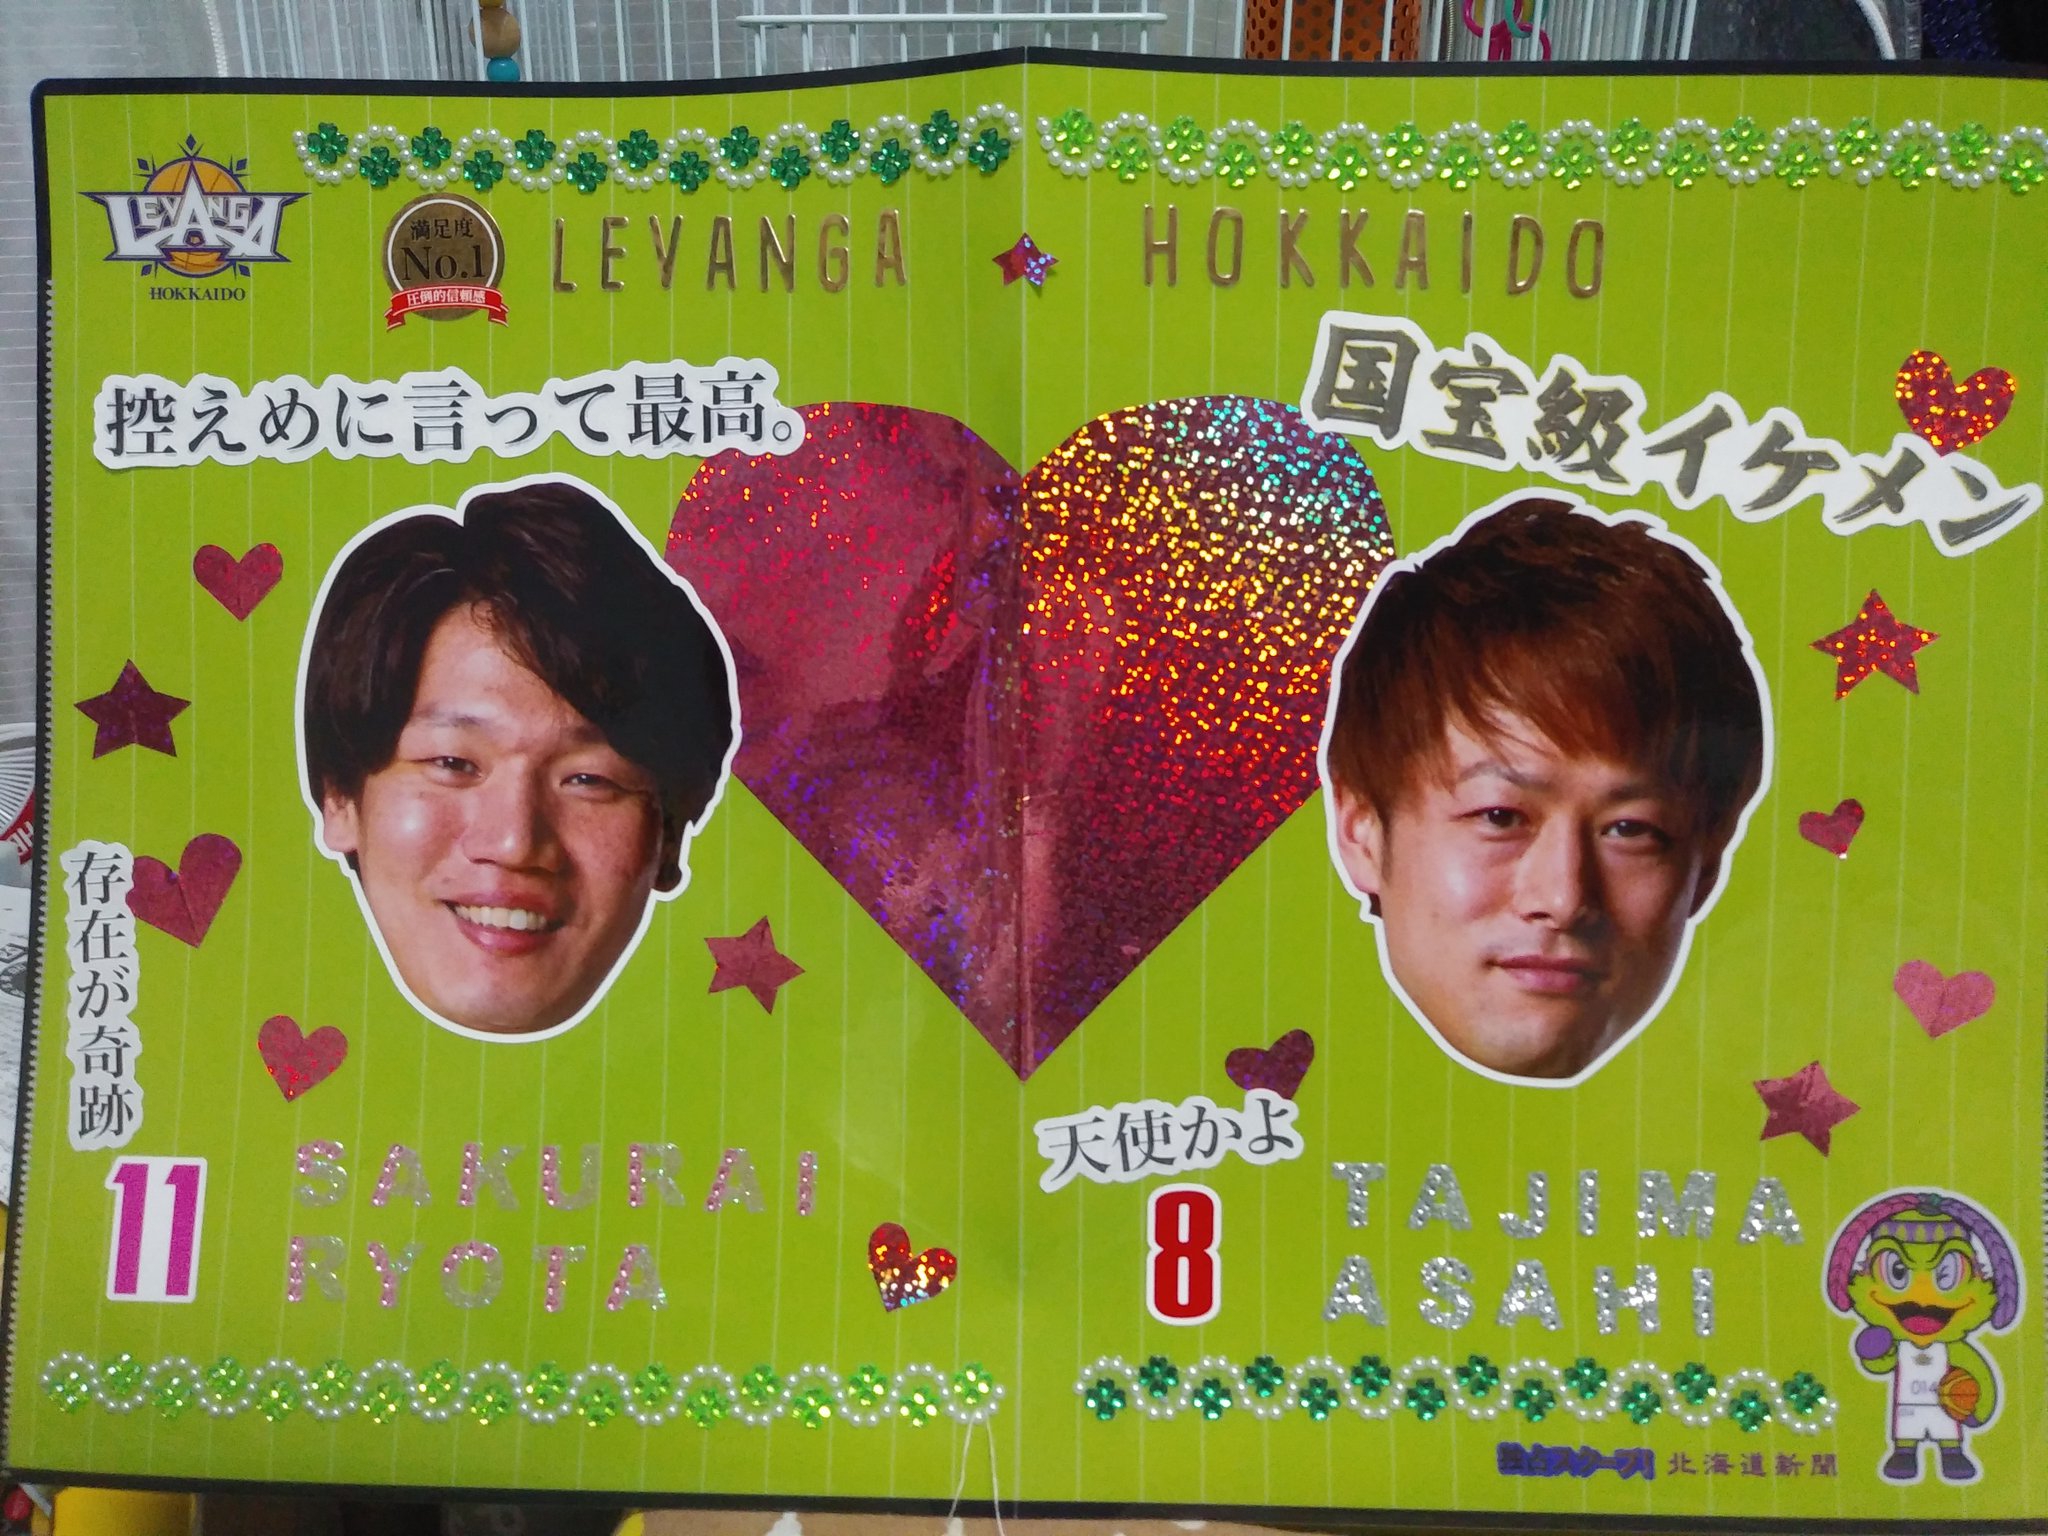 LEYANGA
HOKKAIDO
満足度
No.1
圧倒的信頼感
LEVANGA ★ HOKKAIDO
控えめに言って最高。
国宝級イケメン
存在が奇跡
11
SAKURAI
RYOTA
天使かよ
8
TAJIMA
ASAHI
014
北海道新聞